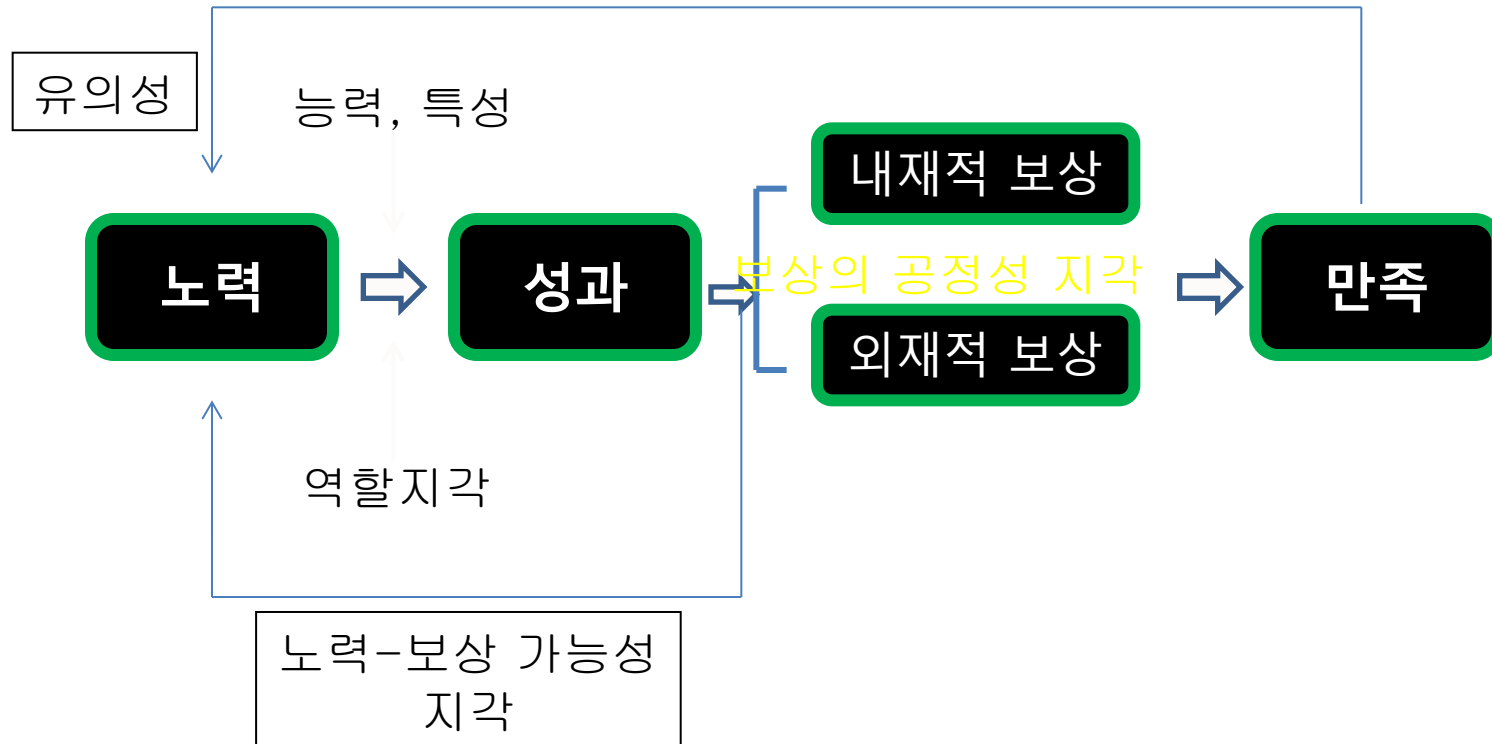 유의성
능력, 특성
내재적 보상
노력
성과
보상의 공정성 지각
만족
외재적 보상
역할지각
노력-보상 가능성
지각